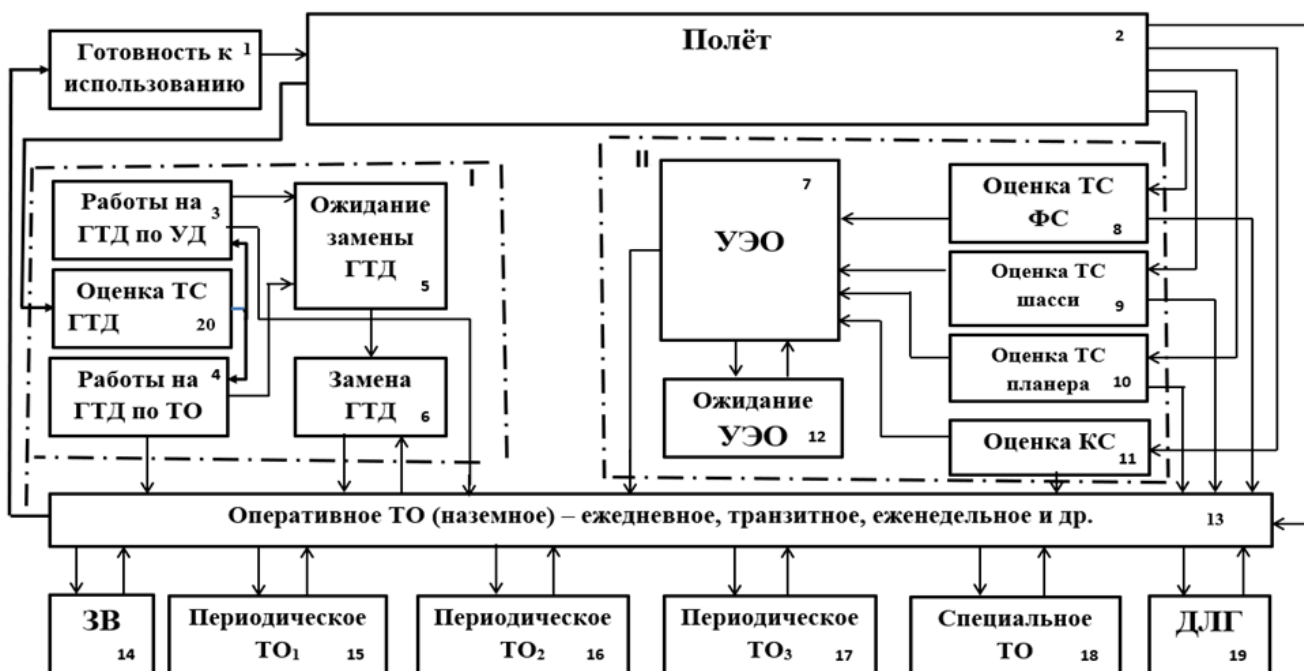 Готовность к
использованию
1
Полёт
2
I
Работы на
ГТД по УД
3
Ожидание
замены
ГТД
5
Оценка ТС
ГТД
20
Работы на
ГТД по ТО
4
Замена
ГТД
6
II
УЭО
7
Оценка ТС
ФС
8
Оценка ТС
шасси
9
Оценка ТС
планера
10
Ожидание
УЭО
12
Оценка КС
11
Оперативное ТО (наземное) – ежедневное, транзитное, еженедельное и др.
13
ЗВ
14
Периодическое
ТО₁
15
Периодическое
ТО₂
16
Периодическое
ТО₃
17
Специальное
ТО
18
ДЛГ
19